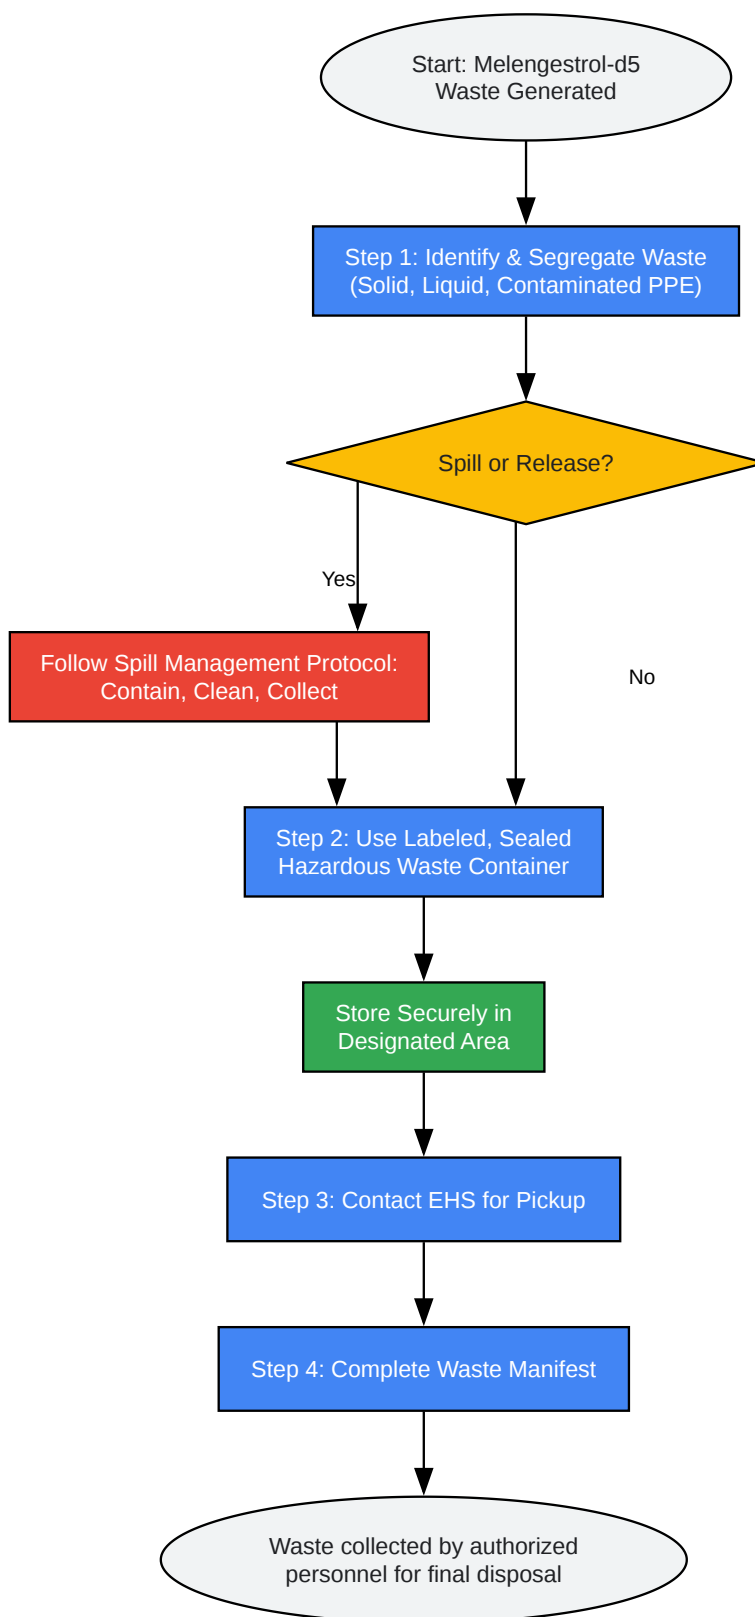 Start: Melengestrol-d5
Waste Generated
Step 1: Identify & Segregate Waste
(Solid, Liquid, Contaminated PPE)
Spill or Release?
Yes
Follow Spill Management Protocol:
Contain, Clean, Collect
No
Step 2: Use Labeled, Sealed
Hazardous Waste Container
Store Securely in
Designated Area
Step 3: Contact EHS for Pickup
Step 4: Complete Waste Manifest
Waste collected by authorized
personnel for final disposal